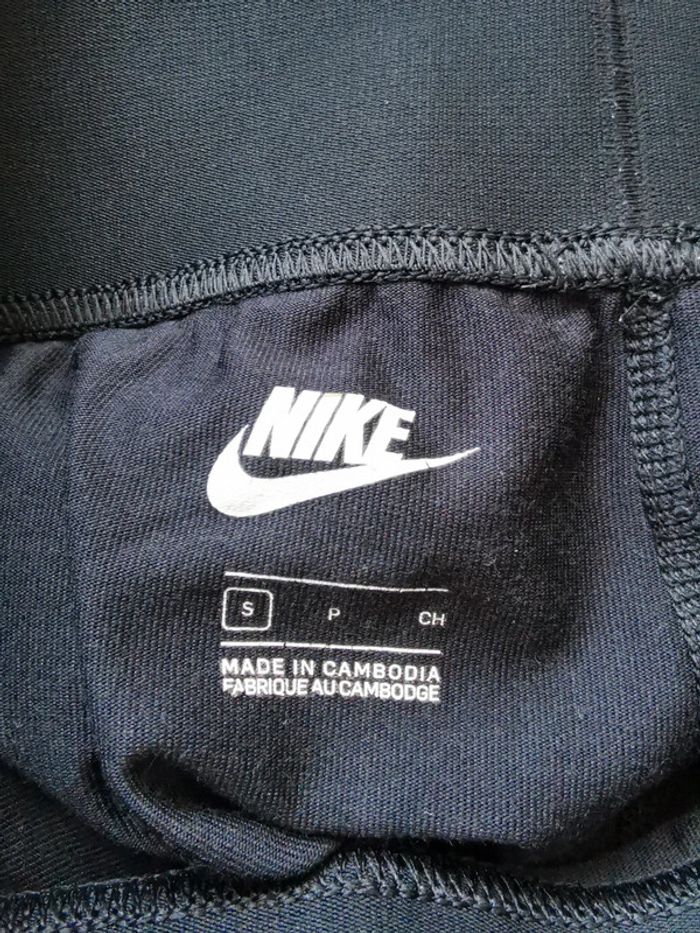 NIKE
S P CH
MADE IN CAMBODIA
FABRIQUE AU CAMBODGE